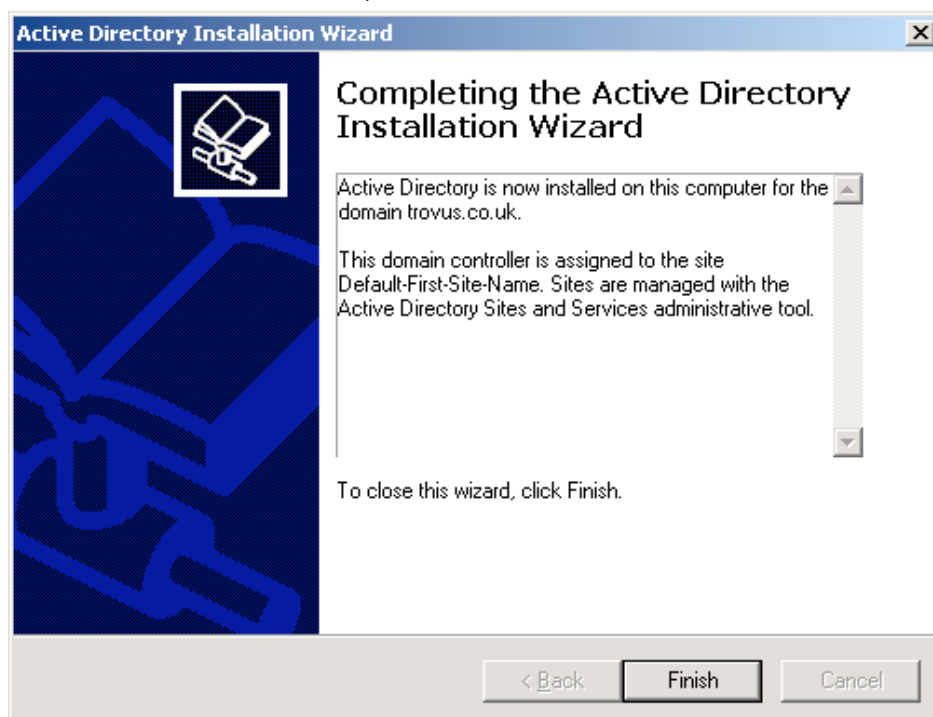 Active Directory Installation Wizard
Completing the Active Directory
Installation Wizard
Active Directory is now installed on this computer for the
domain trovus.co.uk.
This domain controller is assigned to the site
Default-First-Site-Name. Sites are managed with the
Active Directory Sites and Services administrative tool.
To close this wizard, click Finish.
< Back
Finish
Cancel